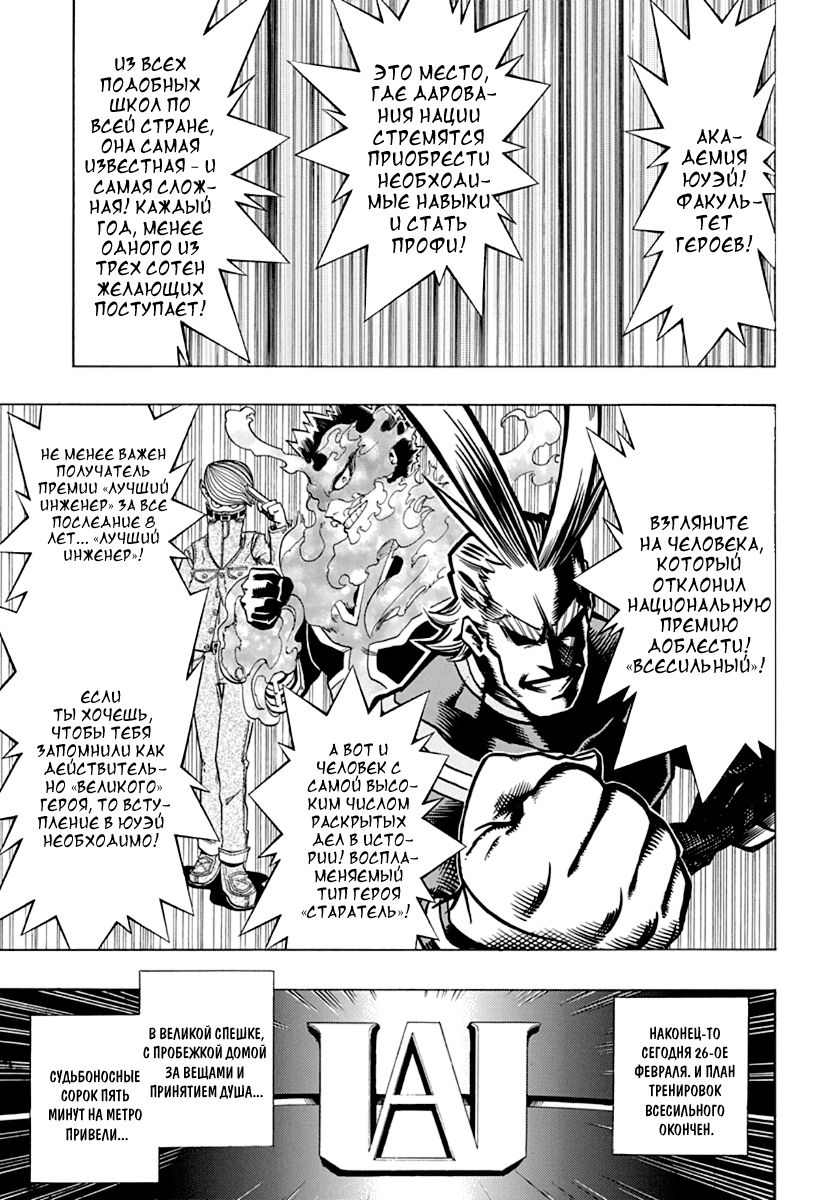 АКА-
ДЕМИЯ
ЮУЭЙ!
ФАКУЛЬ-
ТЕТ
ГЕРОЕВ!
ЭТО МЕСТО,
ГДЕ ДАРОВА-
НИЯ НАЦИИ
СТРЕМЯТСЯ
ПРИОБРЕСТИ
НЕОБХОДИ-
МЫЕ НАВЫКИ
И СТАТЬ
ПРОФИ!
ИЗ ВСЕХ
ПОДОБНЫХ
ШКОЛ ПО
ВСЕЙ СТРАНЕ,
ОНА САМАЯ
ИЗВЕСТНАЯ - И
САМАЯ СЛОЖ-
НАЯ! КАЖДЫЙ
ГОД, МЕНЕЕ
ОДНОГО ИЗ
ТРЕХ СОТЕН
ЖЕЛАЮЩИХ
ПОСТУПАЕТ!
ВЗГЛЯНИТЕ
НА ЧЕЛОВЕКА,
КОТОРЫЙ
ОТКЛОНИЛ
НАЦИОНАЛЬНУЮ
ПРЕМИЮ
ДОБЛЕСТИ!
«ВСЕСИЛЬНЫЙ»!
А ВОТ И
ЧЕЛОВЕК С
САМОЙ ВЫСО-
КИМ ЧИСЛОМ
РАСКРЫТЫХ
ДЕЛ В ИСТО-
РИИ! ВОСПЛА-
МЕНЯЕМЫЙ
ТИП ГЕРОЯ
«СТАРАТЕЛЬ»!
НЕ МЕНЕЕ ВАЖЕН
ПОЛУЧАТЕЛЬ
ПРЕМИИ «ЛУЧШИЙ
ИНЖЕНЕР» ЗА ВСЕ
ПОСЛЕДНИЕ 8
ЛЕТ... «ЛУЧШИЙ
ИНЖЕНЕР»!
ЕСЛИ
ТЫ ХОЧЕШЬ,
ЧТОБЫ ТЕБЯ
ЗАПОМНИЛИ КАК
ДЕЙСТВИТЕЛЬ-
НО «ВЕЛИКОГО»
ГЕРОЯ, ТО ВСТУ-
ПЛЕНИЕ В ЮУЭЙ
НЕОБХОДИМО!
НАКОНЕЦ-ТО
СЕГОДНЯ 26-ОЕ
ФЕВРАЛЯ. И ПЛАН
ТРЕНИРОВОК
ВСЕСИЛЬНОГО
ОКОНЧЕН.
UA
В ВЕЛИКОЙ СПЕШКЕ,
С ПРОБЕЖКОЙ ДОМОЙ
ЗА ВЕЩАМИ И
ПРИНЯТИЕМ ДУША...
СУДЬБОНОСНЫЕ
СОРОК ПЯТЬ
МИНУТ НА МЕТРО
ПРИВЕЛИ...